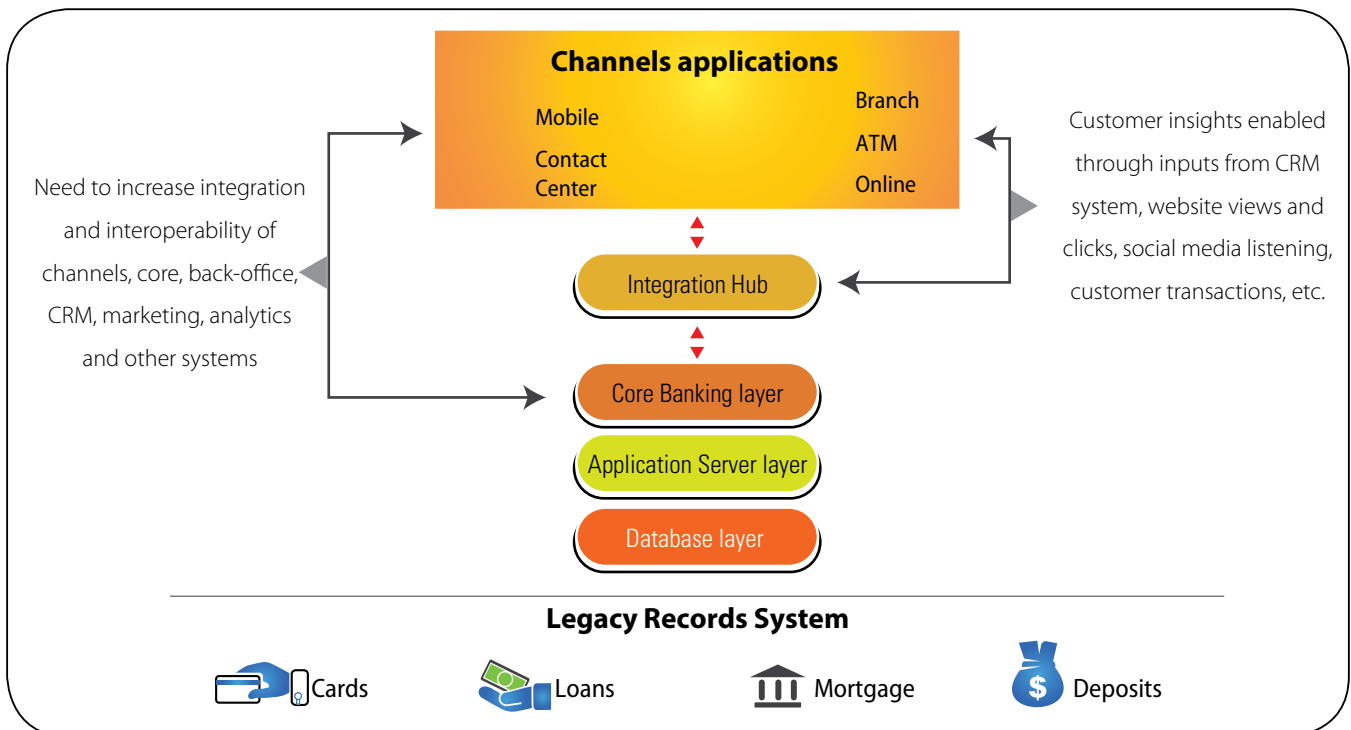 Channels applications
Mobile
Contact
Center
Branch
ATM
Online
Need to increase integration
and interoperability of
channels, core, back-office,
CRM, marketing, analytics
and other systems
Customer insights enabled
through inputs from CRM
system, website views and
clicks, social media listening,
customer transactions, etc.
Integration Hub
Core Banking layer
Application Server layer
Database layer
Legacy Records System
Cards
Loans
Mortgage
$
Deposits